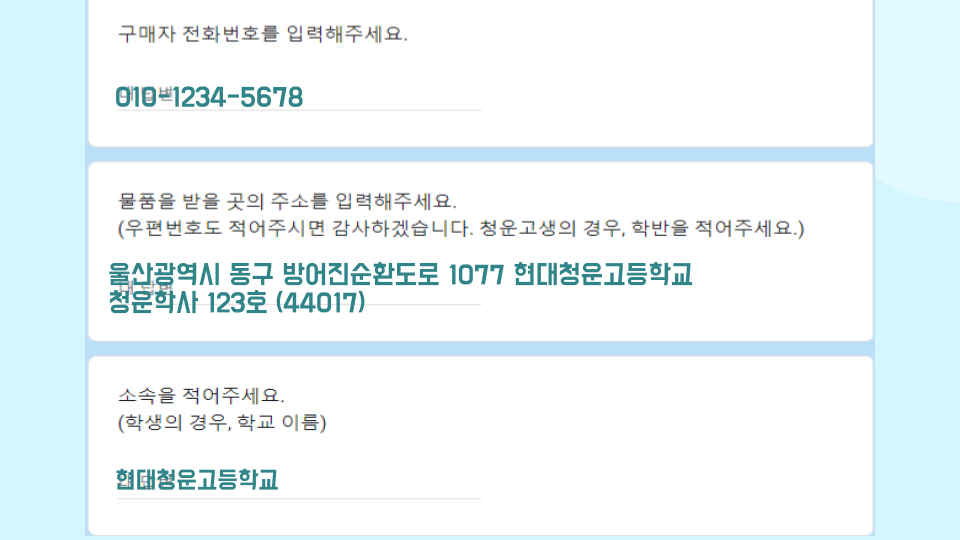 구매자 전화번호를 입력해주세요.
010-1234-5678
물품을 받을 곳의 주소를 입력해주세요.
(우편번호도 적어주시면 감사하겠습니다. 청운고생의 경우, 학반을 적어주세요.)
울산광역시 동구 방어진순환도로 1077 현대청운고등학교
청운학사 123호 (44017)
소속을 적어주세요.
(학생의 경우, 학교 이름)
현대청운고등학교